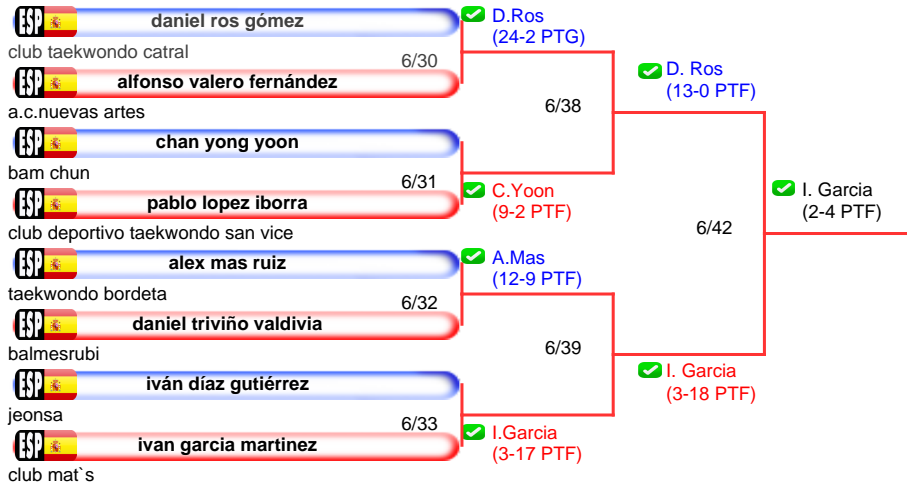 ESP daniel ros gómez
club taekwondo catral
6/30
ESP alfonso valero fernández
a.c.nuevas artes
ESP chan yong yoon
bam chun
6/31
ESP pablo lopez iborra
club deportivo taekwondo san vice
ESP alex mas ruiz
taekwondo bordeta
6/32
ESP daniel triviño valdivia
balmesrubi
ESP iván díaz gutiérrez
jeonsa
6/33
ESP ivan garcia martinez
club mat`s
D.Ros
(24-2 PTG)
6/38
C.Yoon
(9-2 PTF)
A.Mas
(12-9 PTF)
6/39
I.Garcia
(3-17 PTF)
D. Ros
(13-0 PTF)
6/42
I. Garcia
(3-18 PTF)
I. Garcia
(2-4 PTF)